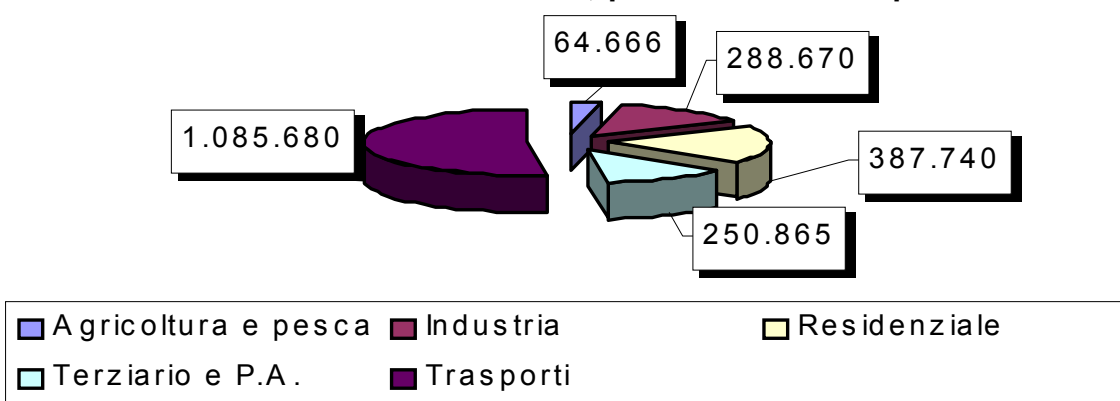 64.666
288.670
1.085.680
387.740
250.865
Agricoltura e pesca
Industria
Residenziale
Terziario e P.A.
Trasporti